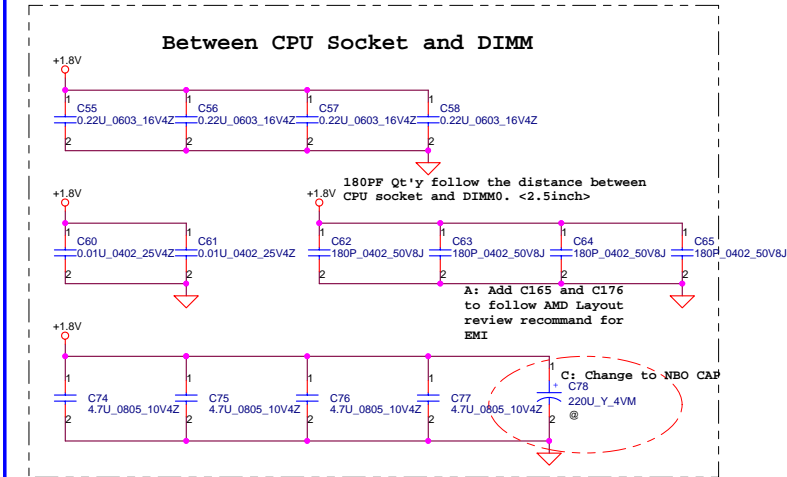 Between CPU Socket and DIMM
+1.8V
1 1 1 1
C55 C56 C57 C58
0.22U_0603_16V4Z 0.22U_0603_16V4Z 0.22U_0603_16V4Z 0.22U_0603_16V4Z
2 2 2 2
180PF Qt'y follow the distance between
CPU socket and DIMM0. <2.5inch>
+1.8V +1.8V
1 1 1 1 1 1
C60 C61 C62 C63 C64 C65
0.01U_0402_25V4Z 0.01U_0402_25V4Z 180P_0402_50V8J 180P_0402_50V8J 180P_0402_50V8J 180P_0402_50V8J
2 2 2 2 2 2
A: Add C165 and C176
to follow AMD Layout
review recommand for
EMI
+1.8V
1 1 1 1 1
C: Change to NBO CAP
C74 C75 C76 C77 + C78
4.7U_0805_10V4Z 4.7U_0805_10V4Z 4.7U_0805_10V4Z 4.7U_0805_10V4Z 220U_Y_4VM
2 2 2 2 2 @